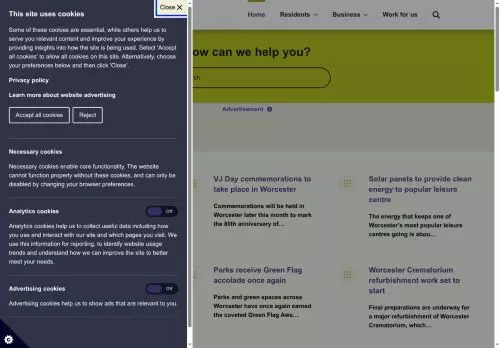 This site uses cookies
Close ✕
Some of these cookies are essential, while others help us to
serve you relevant content and improve your experience by
providing insights into how the site is being used. Select 'Accept
all cookies' to allow all cookies on this site. Alternatively, choose
your preferences below and then click 'Close'.
Privacy policy
Learn more about website advertising
Accept all cookies
Reject
Necessary cookies
Necessary cookies enable core functionality. The website
cannot function properly without these cookies, and can only be
disabled by changing your browser preferences.
Analytics cookies
Off
Analytics cookies help us to collect useful data including how
you use and interact with our site and which pages you visit. We
use this information for reporting, to identify website usage
trends and understand how we can improve the site to better
meet your needs.
Advertising cookies
Off
Advertising cookies help us to show ads that are relevant to you
Home
Residents
Business
Work for us
ow can we help you?
rch
Advertisement
VJ Day commemorations to
take place in Worcester
Commemorations will be held in
Worcester later this month to mark
the 80th anniversary of...
Solar panels to provide clean
energy to popular leisure
centre
The energy that keeps one of
Worcester's most popular leisure
centres going is abou...
Parks receive Green Flag
accolade once again
Parks and green spaces across
Worcester have once again earned
the coveted Green Flag Awa...
Worcester Crematorium
refurbishment work set to
start
Final preparations are underway for
a major refurbishment of Worcester
Crematorium, which...